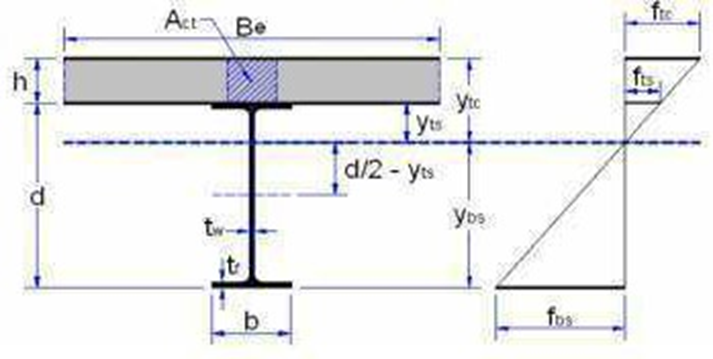 Act
Be
ftc
h
fts
ytc
yts
d/2 - yts
d
ybs
tw
tf
b
fbs